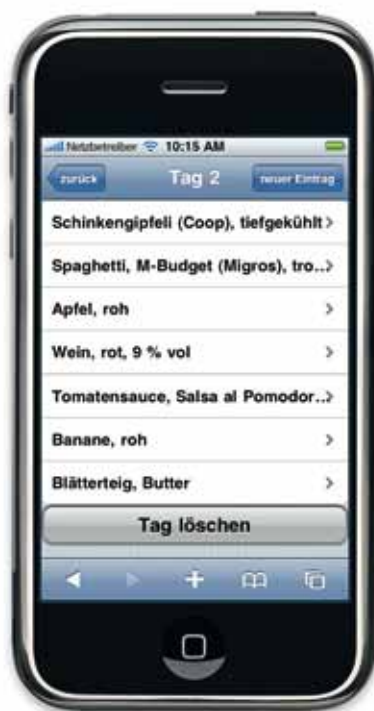 Netzbetreiber 10:15 AM
zurück Tag 2 neuer Eintrag
Schinkengipfeli (Coop), tiefgekühlt
Spaghetti, M-Budget (Migros), tro...
Apfel, roh
Wein, rot, 9 % vol
Tomatensauce, Salsa al Pomodor...
Banane, roh
Blätterteig, Butter
Tag löschen